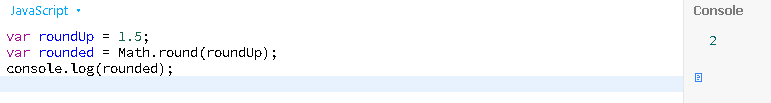 JavaScript
Console
var roundUp = 1.5;
var rounded = Math.round(roundUp);
console.log(rounded);
2